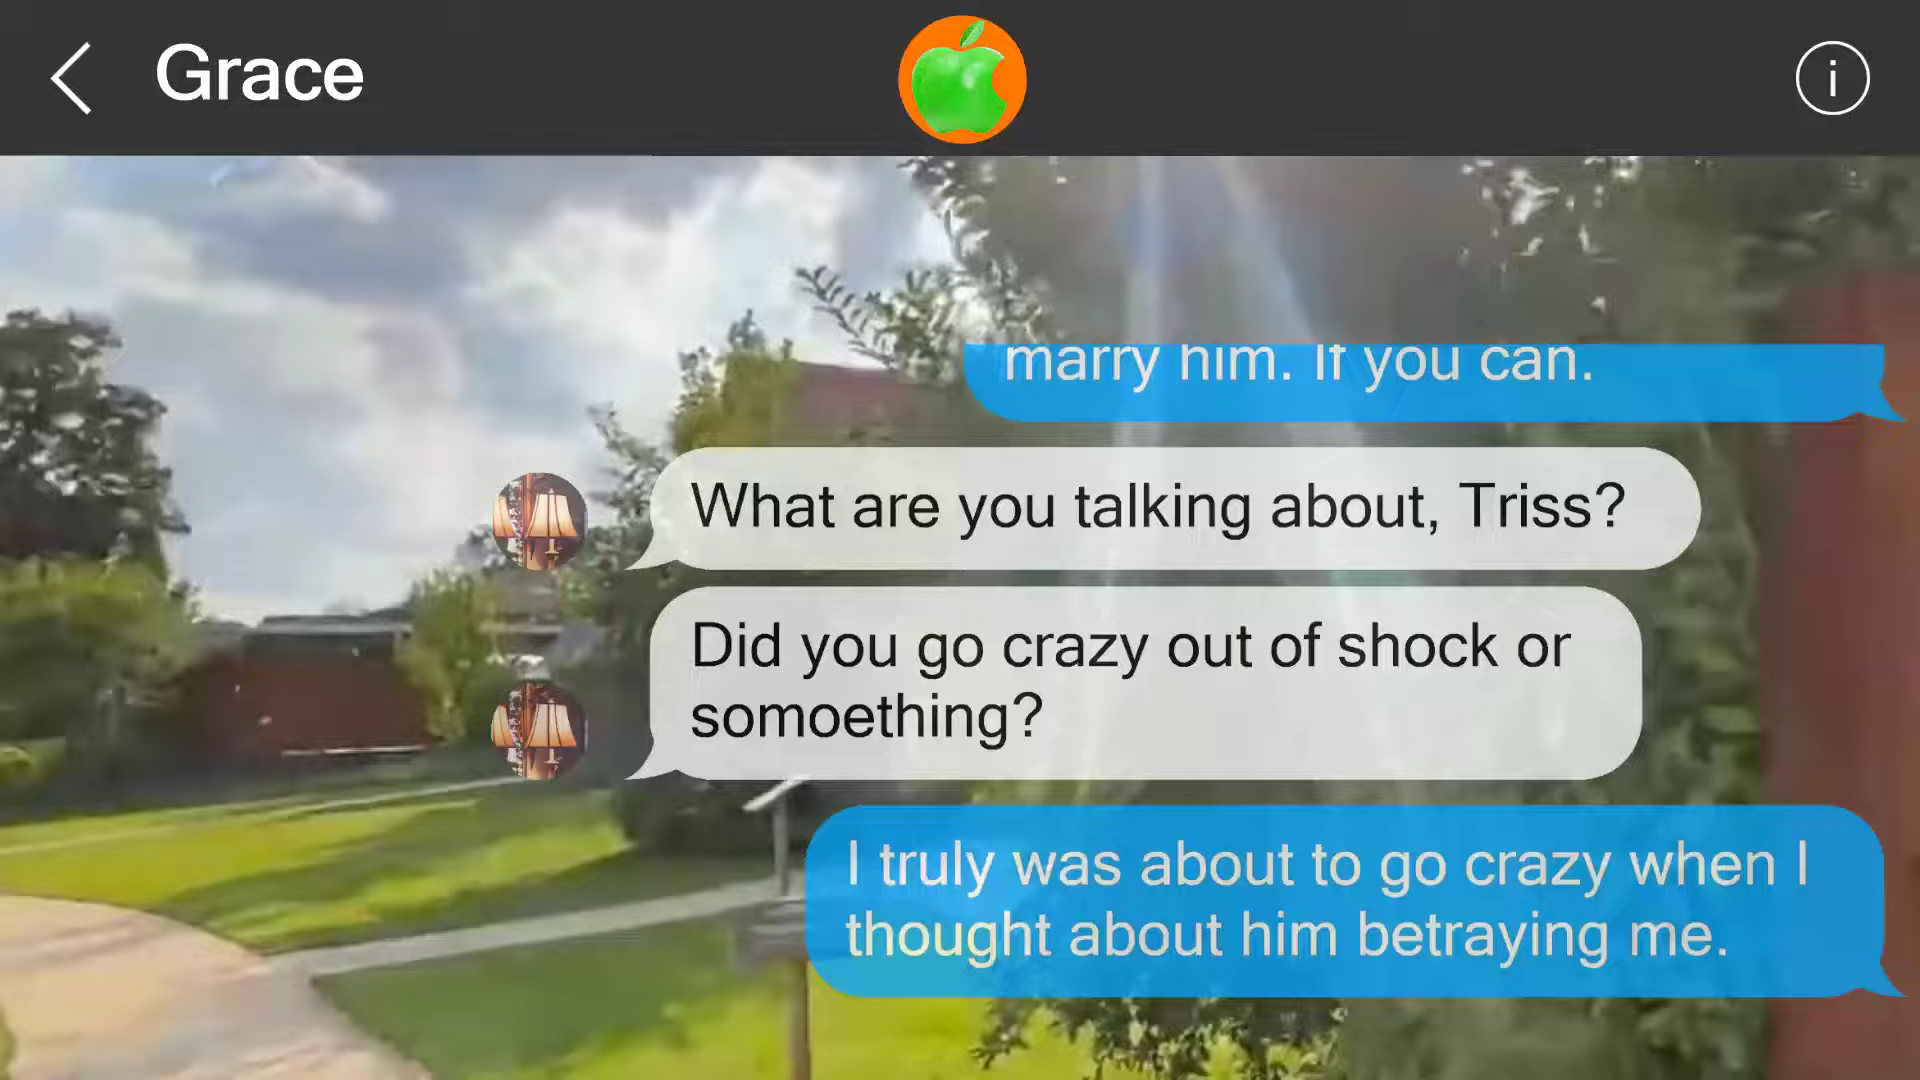 Grace
i
marry him. If you can.
What are you talking about, Triss?
Did you go crazy out of shock or
somoething?
I truly was about to go crazy when I
thought about him betraying me.